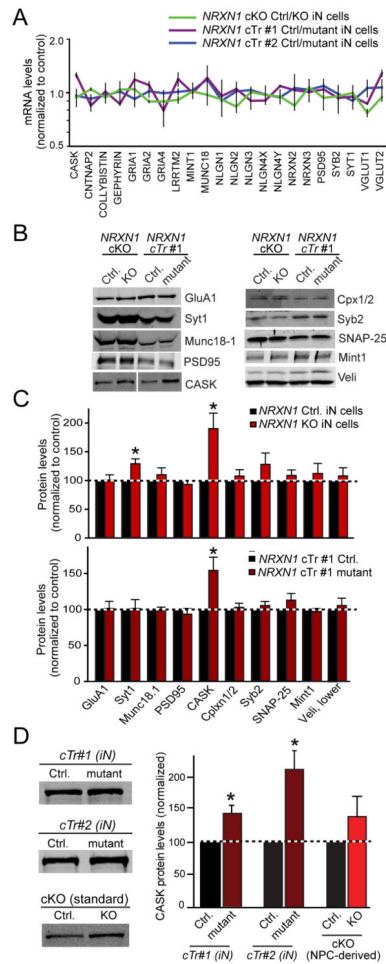 A
NRXN1 cKO Ctrl/KO iN cells
NRXN1 cTr #1 Ctrl/mutant iN cells
NRXN1 cTr #2 Ctrl/mutant iN cells
mRNA levels
(normalized to control)
2.0
1.0
0.5
CASK
CNTNAP2
COLLYBISTIN
GEPHYRIN
GRIA1
GRIA2
GRIA4
LRRTM2
MINT1
MUNC18
NLGN1
NLGN2
NLGN3
NLGN4X
NLGN4Y
NRXN2
NRXN3
PSD95
SYB2
SYT1
VGLUT1
VGLUT2
B
NRXN1 NRXN1
cKO cTr #1
Ctrl. KO Ctrl. mutant
GluA1
Syt1
Munc18-1
PSD95
CASK
NRXN1 NRXN1
cKO cTr #1
Ctrl. KO Ctrl. mutant
Cpx1/2
Syb2
SNAP-25
Mint1
Veli
C
NRXN1 Ctrl. iN cells
NRXN1 KO iN cells
Protein levels
(normalized to control)
200
150
100
50
0
*
*
NRXN1 cTr #1 Ctrl.
NRXN1 cTr #1 mutant
Protein levels
(normalized to control)
150
100
50
0
*
GluA1
Syt1
Munc18.1
PSD95
CASK
Cplxn1/2
Syb2
SNAP-25
Mint1
Veli, lower
D
cTr#1 (iN)
Ctrl. mutant
cTr#2 (iN)
Ctrl. mutant
cKO (standard)
Ctrl. KO
CASK protein levels (normalized)
200
150
100
50
0
*
*
Ctrl.
mutant
Ctrl.
mutant
Ctrl.
KO
cTr#1 (iN) cTr#2 (iN) cKO
(NPC-derived)